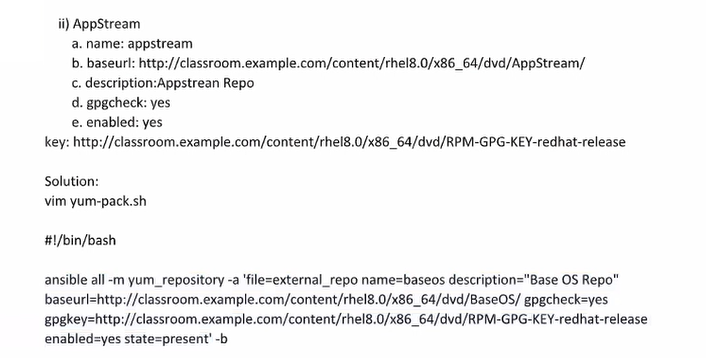 ii) AppStream
a. name: appstream
b. baseurl: http://classroom.example.com/content/rhel8.0/x86_64/dvd/AppStream/
c. description:Appstrean Repo
d. gpgcheck: yes
e. enabled: yes
key: http://classroom.example.com/content/rhel8.0/x86_64/dvd/RPM-GPG-KEY-redhat-release
Solution:
vim yum-pack.sh
#!/bin/bash
ansible all -m yum_repository -a 'file=external_repo name=baseos description="Base OS Repo"
baseurl=http://classroom.example.com/content/rhel8.0/x86_64/dvd/BaseOS/ gpgcheck=yes
gpgkey=http://classroom.example.com/content/rhel8.0/x86_64/dvd/RPM-GPG-KEY-redhat-release
enabled=yes state=present' -b